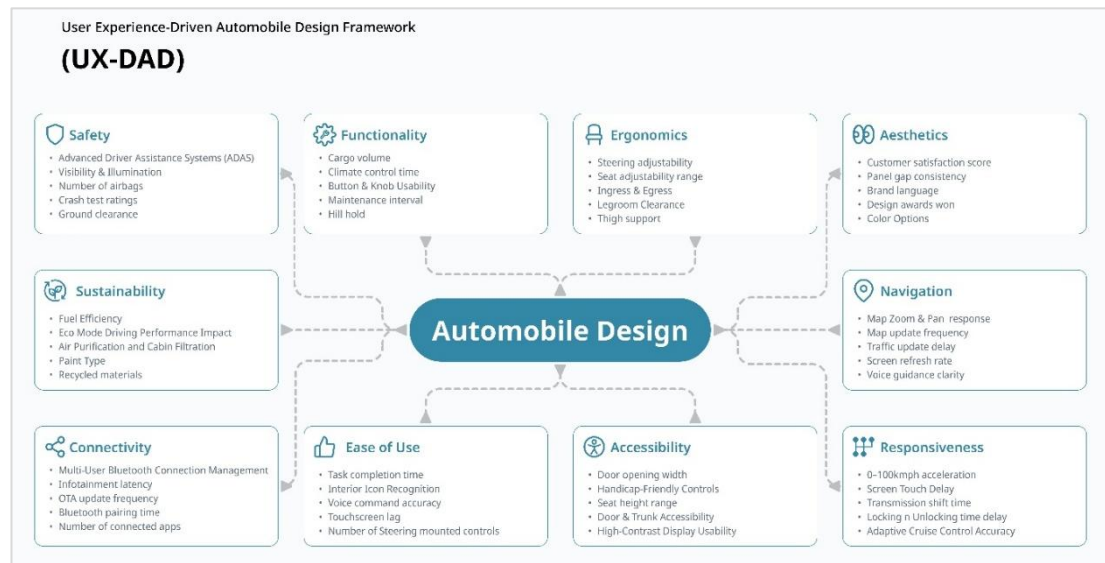 User Experience-Driven Automobile Design Framework
(UX-DAD)
Safety
• Advanced Driver Assistance Systems (ADAS)
• Visibility & Illumination
• Number of airbags
• Crash test ratings
• Ground clearance
Functionality
• Cargo volume
• Climate control time
• Button & Knob Usability
• Maintenance interval
• Hill hold
Ergonomics
• Steering adjustability
• Seat adjustability range
• Ingress & Egress
• Legroom Clearance
• Thigh support
Aesthetics
• Customer satisfaction score
• Panel gap consistency
• Brand language
• Design awards won
• Color Options
Sustainability
• Fuel Efficiency
• Eco Mode Driving Performance Impact
• Air Purification and Cabin Filtration
• Paint Type
• Recycled materials
Automobile Design
Navigation
• Map Zoom & Pan response
• Map update frequency
• Traffic update delay
• Screen refresh rate
• Voice guidance clarity
Connectivity
• Multi-User Bluetooth Connection Management
• Infotainment latency
• OTA update frequency
• Bluetooth pairing time
• Number of connected apps
Ease of Use
• Task completion time
• Interior Icon Recognition
• Voice command accuracy
• Touchscreen lag
• Number of Steering mounted controls
Accessibility
• Door opening width
• Handicap-Friendly Controls
• Seat height range
• Door & Trunk Accessibility
• High-Contrast Display Usability
Responsiveness
• 0–100kmph acceleration
• Screen Touch Delay
• Transmission shift time
• Locking n Unlocking time delay
• Adaptive Cruise Control Accuracy